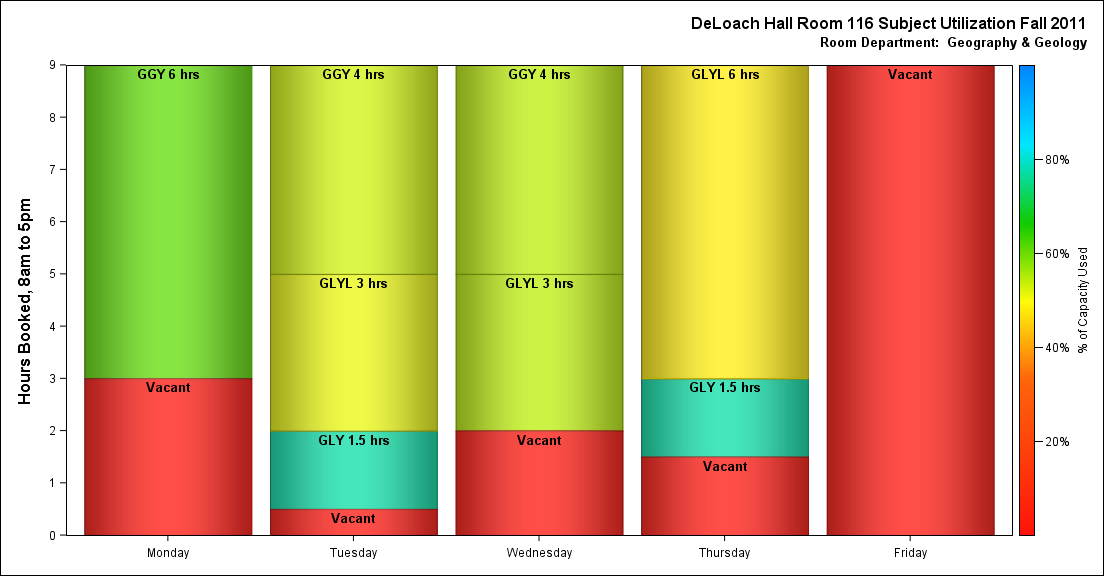 DeLoach Hall Room 116 Subject Utilization Fall 2011
Room Department:  Geography & Geology
Hours Booked, 8am to 5pm
9
8
7
6
5
4
3
2
1
0
GGY 6 hrs
Vacant
GGY 4 hrs
GLYL 3 hrs
GLY 1.5 hrs
Vacant
GGY 4 hrs
GLYL 3 hrs
Vacant
GLYL 6 hrs
GLY 1.5 hrs
Vacant
Vacant
Monday
Tuesday
Wednesday
Thursday
Friday
80%
60%
40%
20%
% of Capacity Used